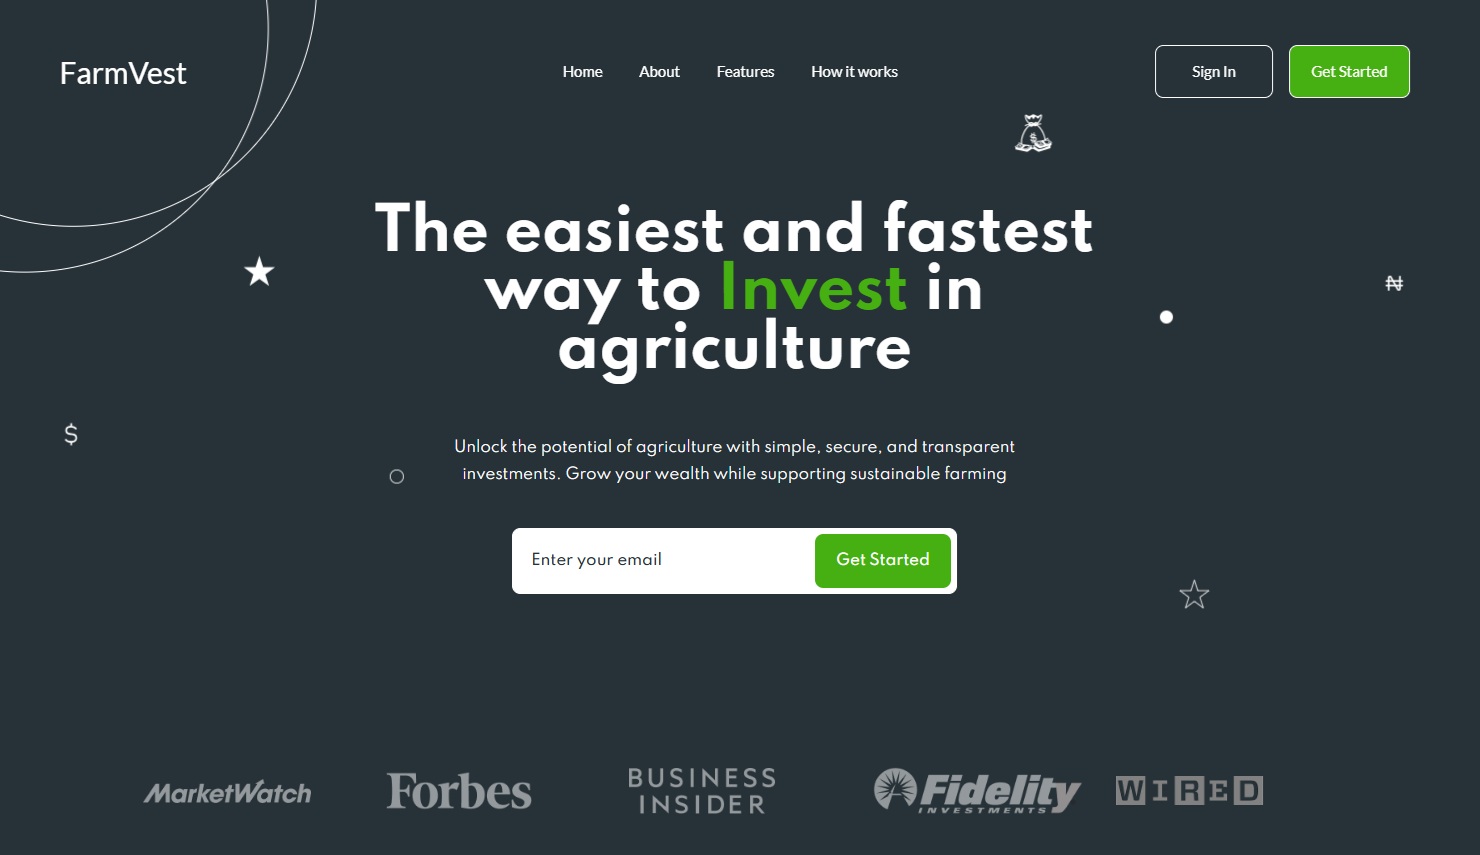 FarmVest
Home
About
Features
How it works
Sign In
Get Started
$
The easiest and fastest
way to Invest in
agriculture
₦
$
Unlock the potential of agriculture with simple, secure, and transparent
investments. Grow your wealth while supporting sustainable farming
Enter your email
Get Started
MarketWatch
Forbes
BUSINESS
INSIDER
Fidelity
INVESTMENTS
WIRED